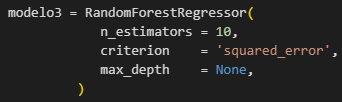 modelo3 = RandomForestRegressor(
n_estimators = 10,
criterion    = 'squared_error',
max_depth    = None,
)